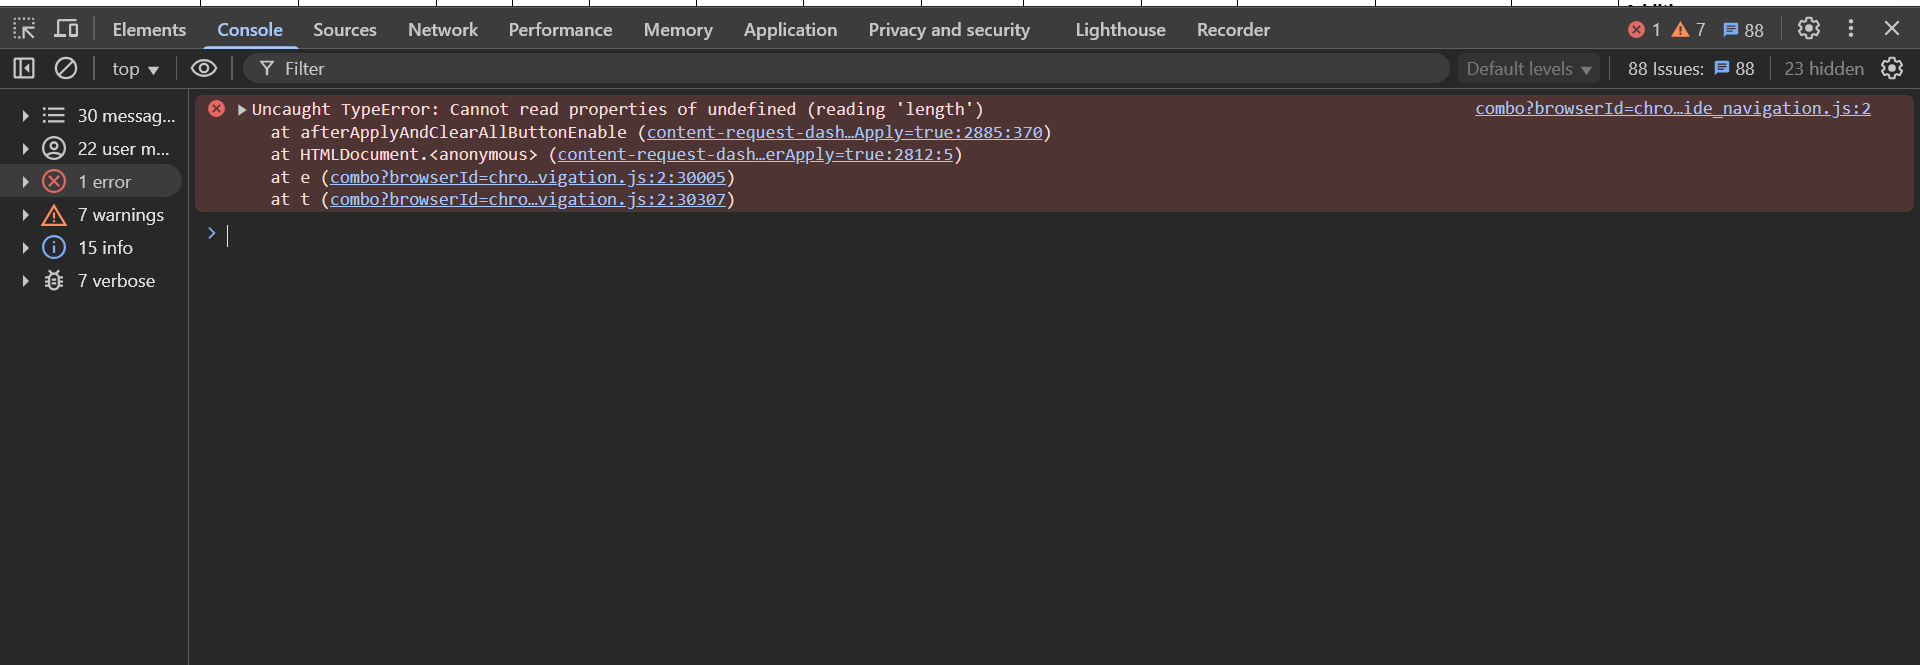 Elements Console Sources Network Performance Memory Application Privacy and security Lighthouse Recorder 1 7 88
top Filter Default levels 88 Issues: 88 23 hidden
30 messag...
22 user m...
1 error
7 warnings
15 info
7 verbose
Uncaught TypeError: Cannot read properties of undefined (reading 'length') combo?browserId=chro…ide_navigation.js:2
at afterApplyAndClearAllButtonEnable (content-request-dash…Apply=true:2885:370)
at HTMLDocument.<anonymous> (content-request-dash…erApply=true:2812:5)
at e (combo?browserId=chro…vigation.js:2:30005)
at t (combo?browserId=chro…vigation.js:2:30307)